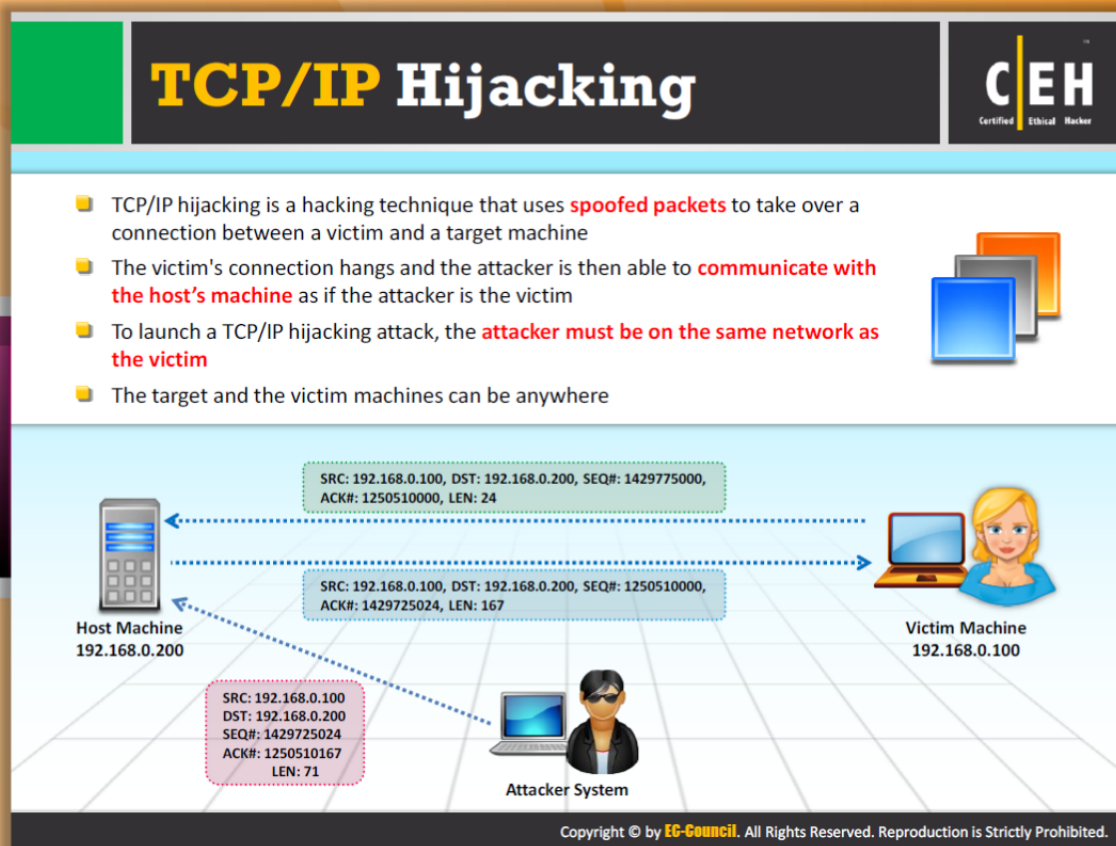 TCP/IP Hijacking
C|EH
TM
Certified Ethical Hacker
TCP/IP hijacking is a hacking technique that uses spoofed packets to take over a
connection between a victim and a target machine
The victim's connection hangs and the attacker is then able to communicate with
the host's machine as if the attacker is the victim
To launch a TCP/IP hijacking attack, the attacker must be on the same network as
the victim
The target and the victim machines can be anywhere
SRC: 192.168.0.100, DST: 192.168.0.200, SEQ#: 1429775000,
ACK#: 1250510000, LEN: 24
SRC: 192.168.0.100, DST: 192.168.0.200, SEQ#: 1250510000,
ACK#: 1429725024, LEN: 167
Host Machine
192.168.0.200
Victim Machine
192.168.0.100
SRC: 192.168.0.100
DST: 192.168.0.200
SEQ#: 1429725024
ACK#: 1250510167
LEN: 71
Attacker System
Copyright © by EC-Council. All Rights Reserved. Reproduction is Strictly Prohibited.